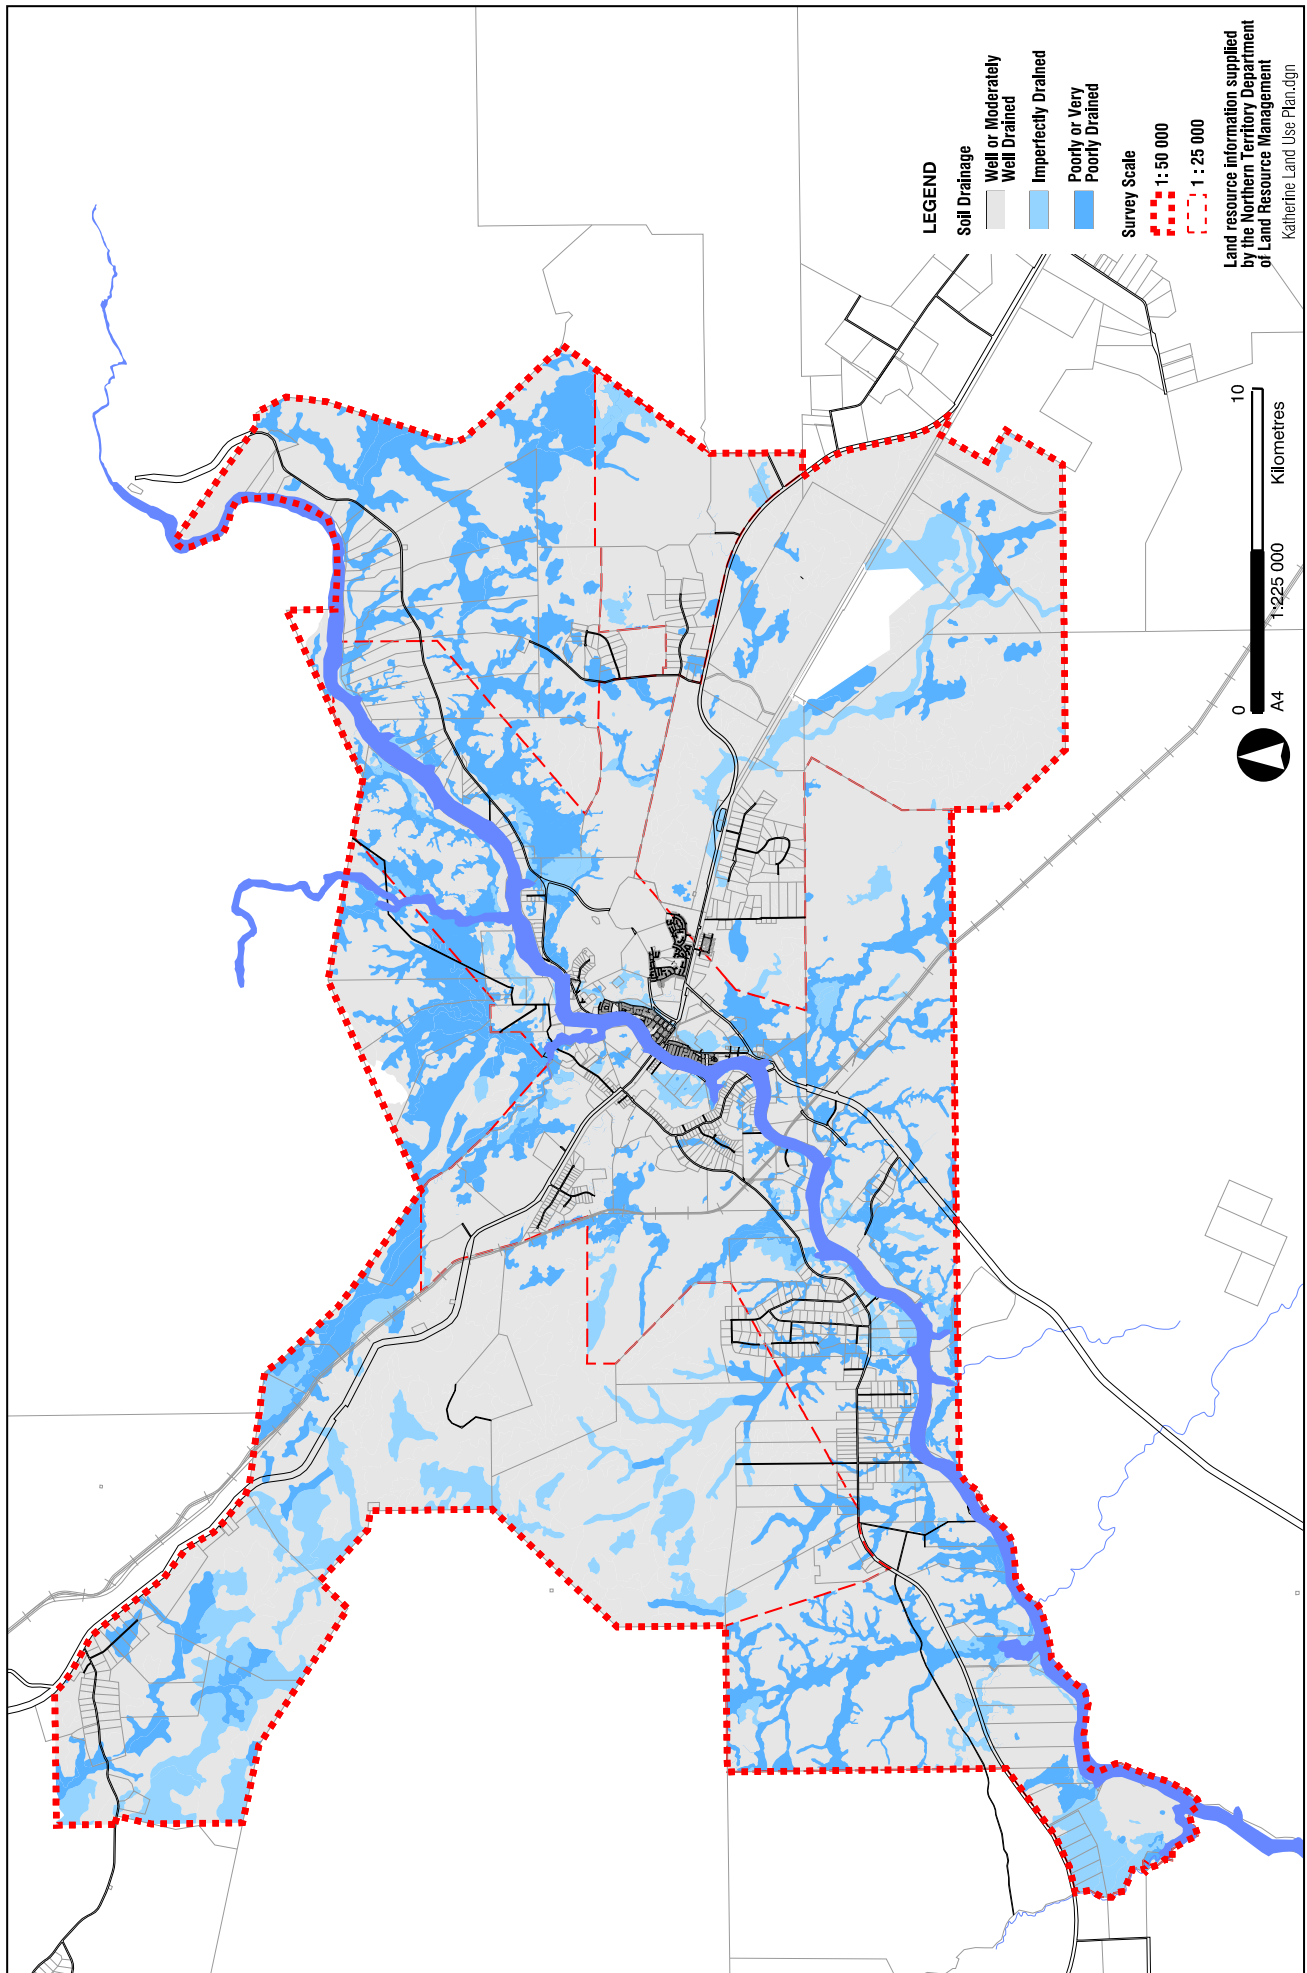 LEGEND
Soil Drainage
Well or Moderately
Well Drained
Imperfectly Drained
Poorly or Very
Poorly Drained
Survey Scale
1: 50 000
1 : 25 000
Land resource information supplied
by the Northern Territory Department
of Land Resource Management
Katherine Land Use Plan.dgn
0
10
Kilometres
A4
1:225 000